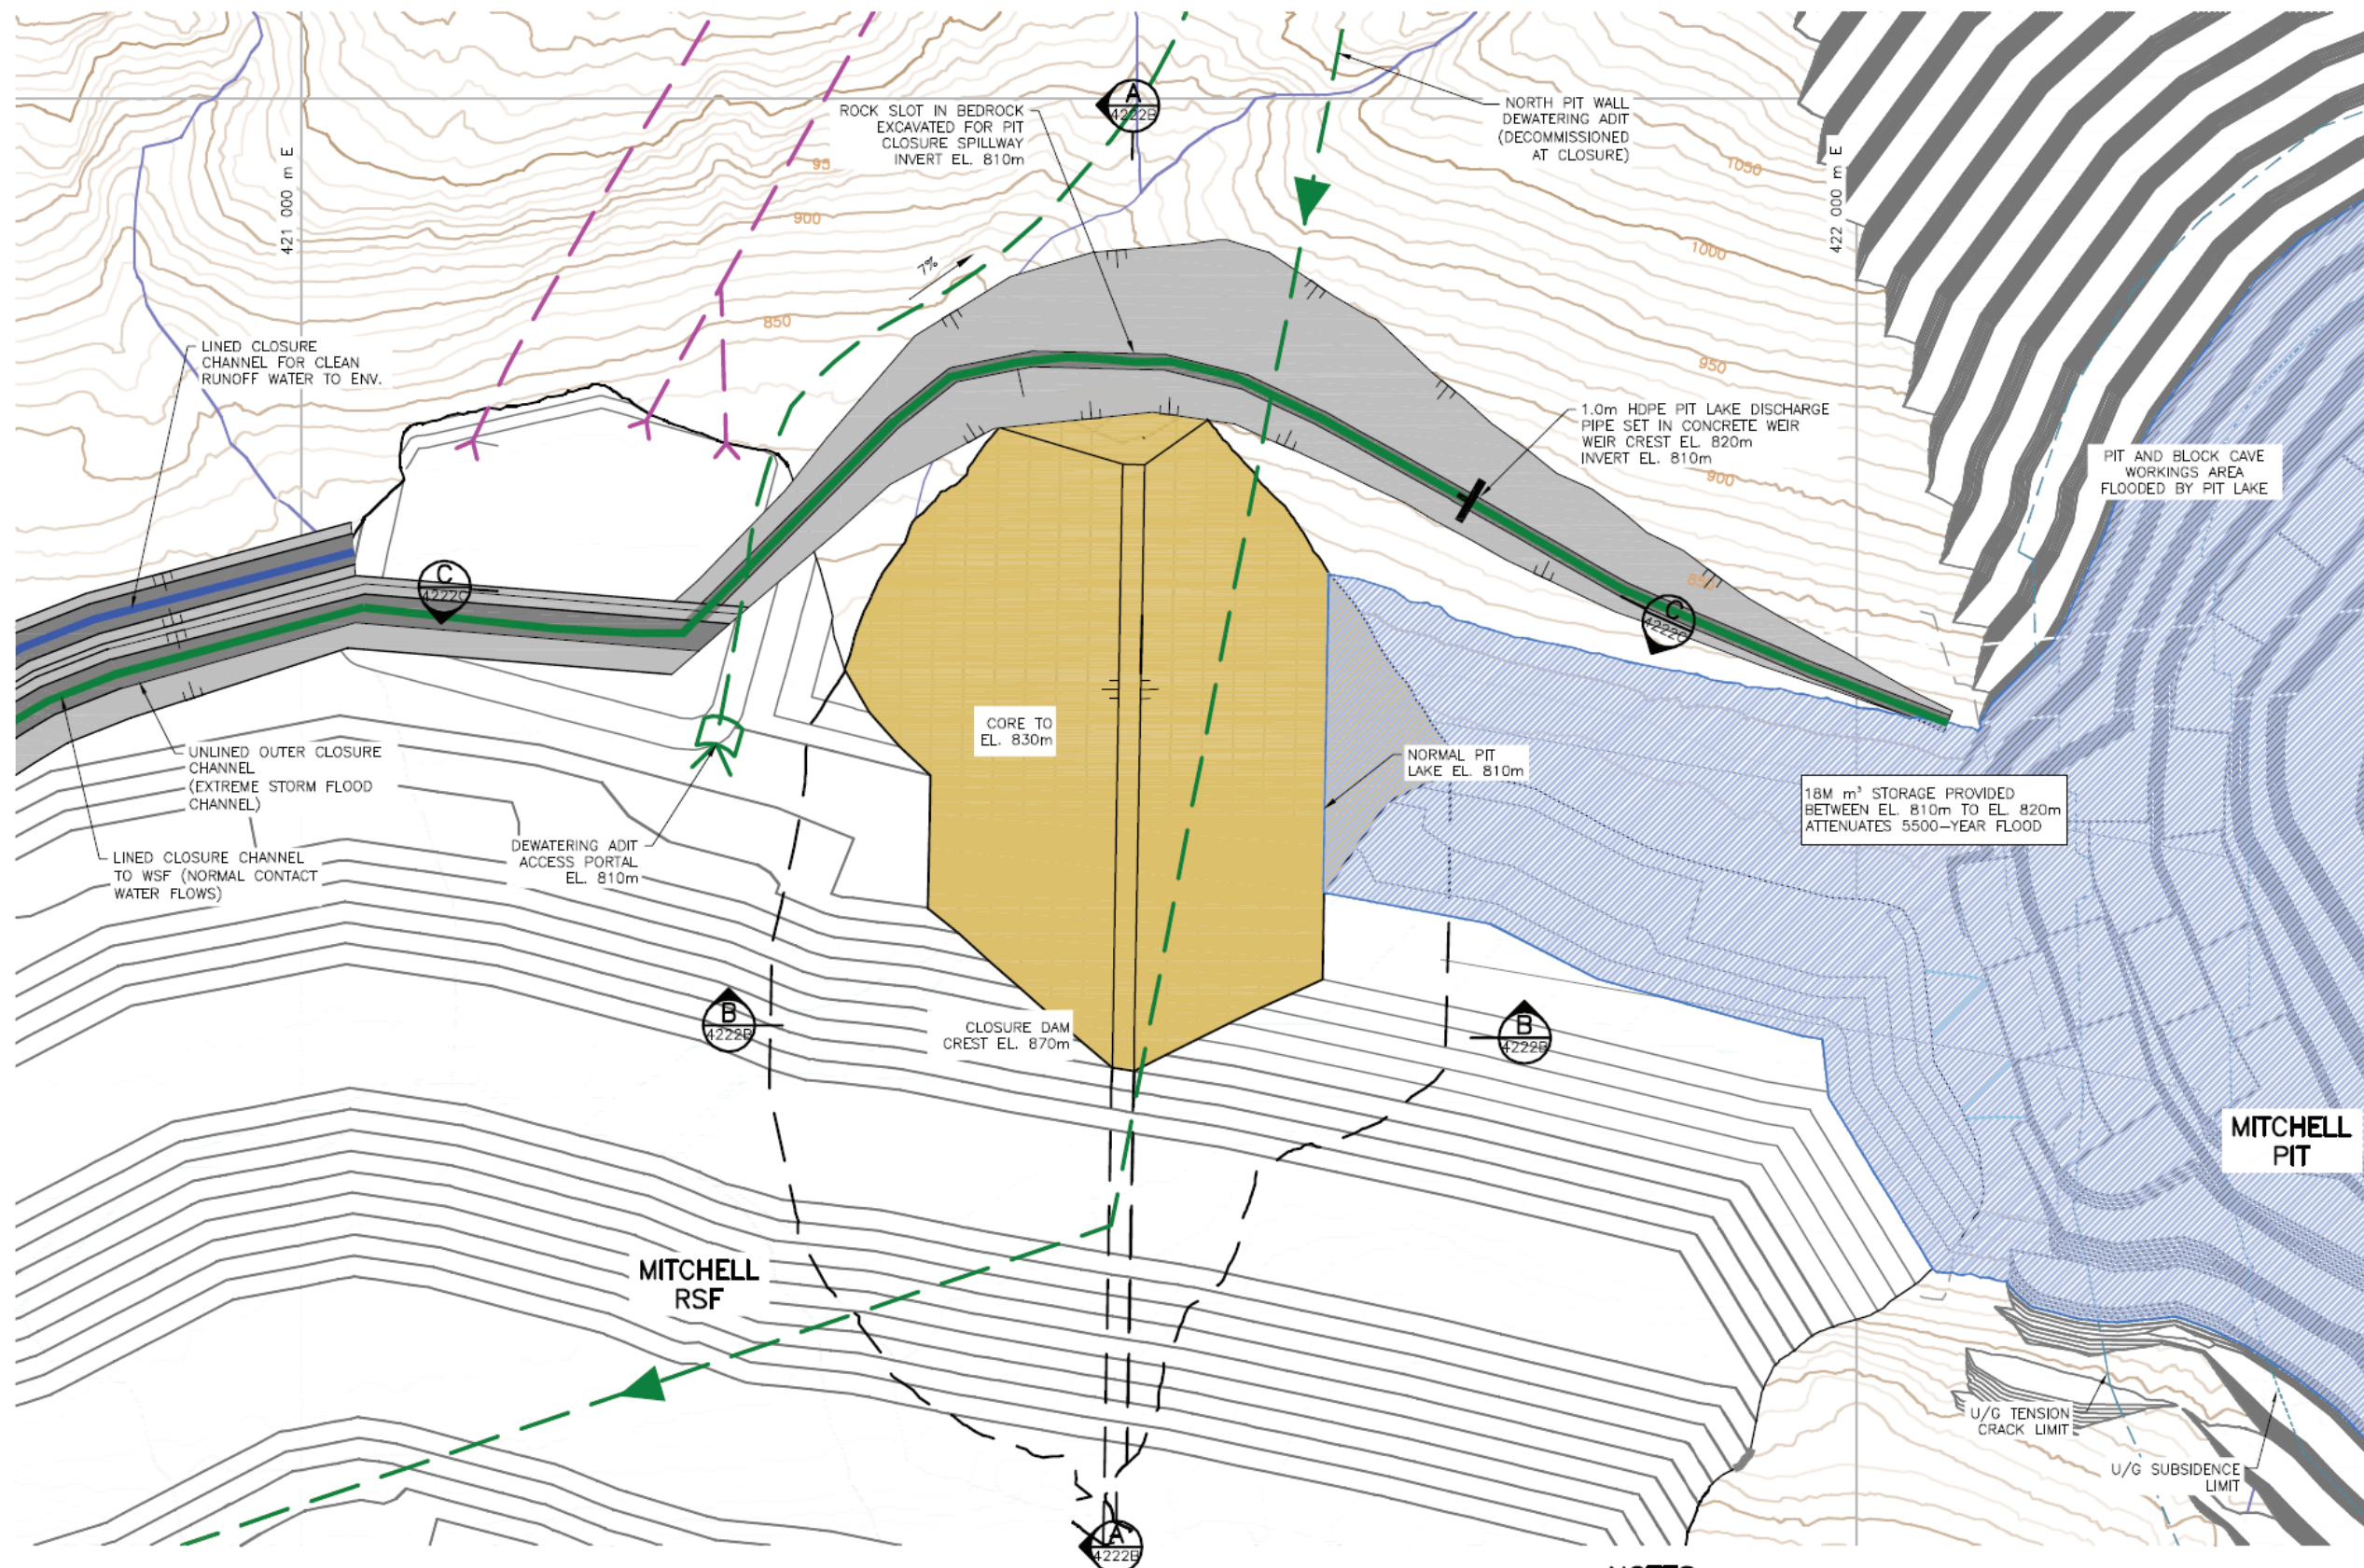 A
4222B
ROCK SLOT IN BEDROCK
EXCAVATED FOR PIT
CLOSURE SPILLWAY
INVERT EL. 810m
NORTH PIT WALL
DEWATERING ADIT
(DECOMMISSIONED
AT CLOSURE)
421 000 m E
422 000 m E
95
900
850
7%
1050
1000
950
900
850
LINED CLOSURE
CHANNEL FOR CLEAN
RUNOFF WATER TO ENV.
1.0m HDPE PIT LAKE DISCHARGE
PIPE SET IN CONCRETE WEIR
WEIR CREST EL. 820m
INVERT EL. 810m
PIT AND BLOCK CAVE
WORKINGS AREA
FLOODED BY PIT LAKE
C
4222C
C
4222C
CORE TO
EL. 830m
NORMAL PIT
LAKE EL. 810m
UNLINED OUTER CLOSURE
CHANNEL
(EXTREME STORM FLOOD
CHANNEL)
18M m³ STORAGE PROVIDED
BETWEEN EL. 810m TO EL. 820m
ATTENUATES 5500-YEAR FLOOD
DEWATERING ADIT
ACCESS PORTAL
EL. 810m
LINED CLOSURE CHANNEL
TO WSF (NORMAL CONTACT
WATER FLOWS)
B
4222B
CLOSURE DAM
CREST EL. 870m
B
4222B
MITCHELL
PIT
MITCHELL
RSF
U/G TENSION
CRACK LIMIT
U/G SUBSIDENCE
LIMIT
A
4222B